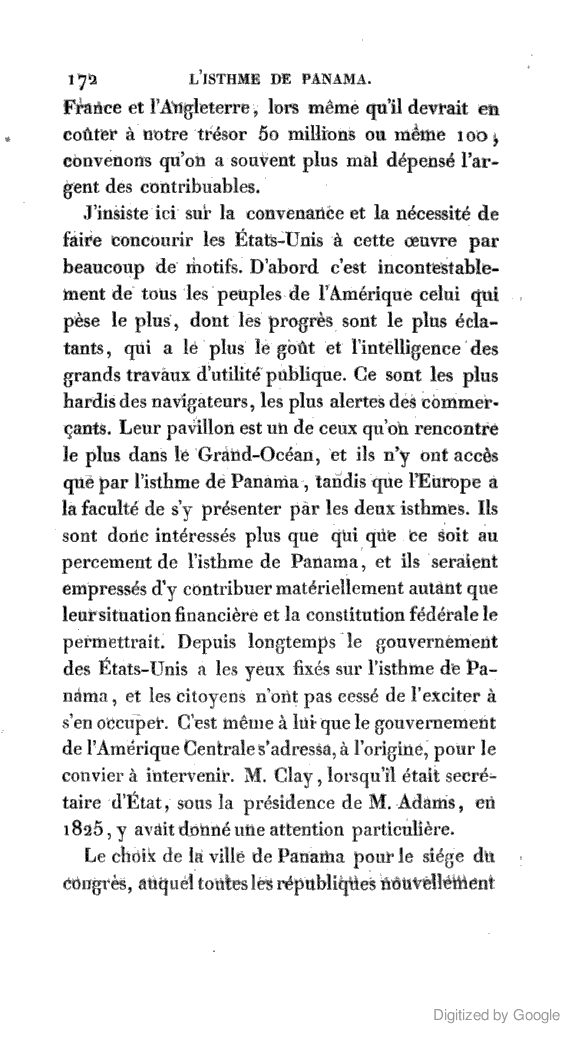 172 L'ISTHME DE PANAMA.
France et l'Angleterre, lors même qu'il devrait en
coûter à notre trésor 50 millions ou même 100,
convenons qu'on a souvent plus mal dépensé l'ar-
gent des contribuables.
J'insiste ici sur la convenance et la nécessité de
faire concourir les États-Unis à cette œuvre par
beaucoup de motifs. D'abord c'est incontestable-
ment de tous les peuples de l'Amérique celui qui
pèse le plus, dont les progrès sont le plus écla-
tants, qui a le plus le goût et l'intelligence des
grands travaux d'utilité publique. Ce sont les plus
hardis des navigateurs, les plus alertes des commer-
çants. Leur pavillon est un de ceux qu'on rencontre
le plus dans le Grand-Océan, et ils n'y ont accès
que par l'isthme de Panama, tandis que l'Europe a
la faculté de s'y présenter par les deux isthmes. Ils
sont donc intéressés plus que qui que ce soit au
percement de l'isthme de Panama, et ils seraient
empressés d'y contribuer matériellement autant que
leur situation financière et la constitution fédérale le
permettrait. Depuis longtemps le gouvernement
des États-Unis a les yeux fixés sur l'isthme de Pa-
nama, et les citoyens n'ont pas cessé de l'exciter à
s'en occuper. C'est même à lui que le gouvernement
de l'Amérique Centrale s'adressa, à l'origine, pour le
convier à intervenir. M. Clay, lorsqu'il était secré-
taire d'État, sous la présidence de M. Adams, en
1825, y avait donné une attention particulière.
Le choix de la ville de Panama pour le siége du
congrès, auquel toutes les républiques nouvellement
Digitized by Google